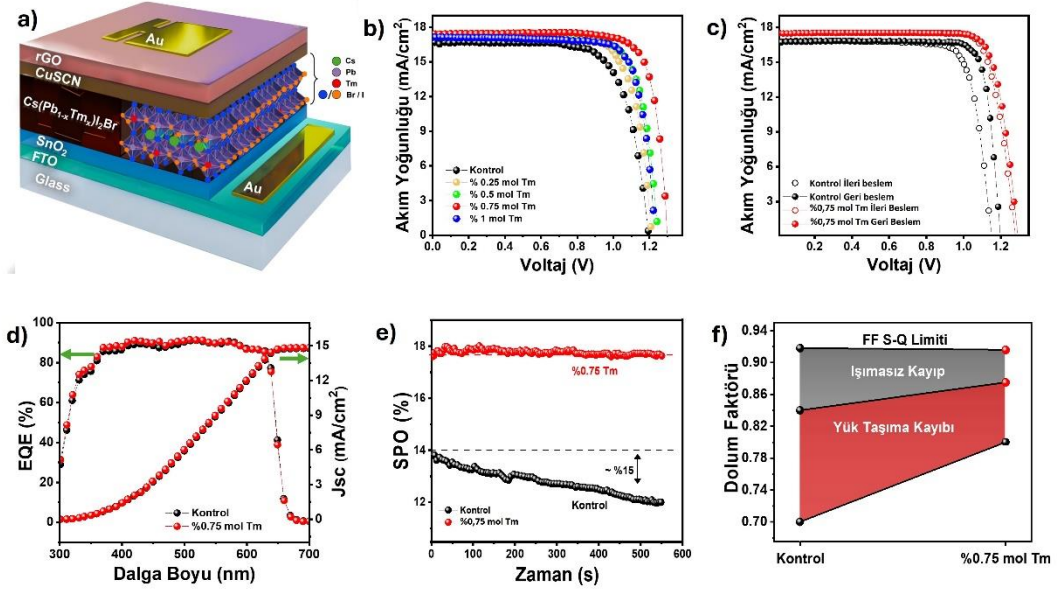 a)
Au
rGO
CuSCN
Cs(Pb1-xTmx)I2Br
SnO2
FTO
Glass
Au
Cs
Pb
Tm
Br / I
b)
Akım Yoğunluğu (mA/cm²)
18
15
12
9
6
3
0
Kontrol
% 0.25 mol Tm
% 0.5 mol Tm
% 0.75 mol Tm
% 1 mol Tm
0.0 0.2 0.4 0.6 0.8 1.0 1.2
Voltaj (V)
c)
Akım Yoğunluğu (mA/cm²)
18
15
12
9
6
3
Kontrol İleri beslem
Kontrol Geri beslem
%0,75 mol Tm İleri Beslem
%0,75 mol Tm Geri Beslem
0.2 0.4 0.6 0.8 1.0 1.2
Voltaj (V)
d)
EQE (%)
100
80
60
40
20
0
Kontrol
%0.75 mol Tm
15
12
9
6
3
0
Jsc (mA/cm²)
300 400 500 600 700
Dalga Boyu (nm)
e)
SPO (%)
18
16
14
12
%0.75 Tm
~ %15
Kontrol
Kontrol
%0,75 mol Tm
0 100 200 300 400 500 600
Zaman (s)
f)
Dolum Faktörü
0.94
0.90
0.86
0.82
0.78
0.74
0.70
FF S-Q Limiti
Işımasız Kayıp
Yük Taşıma Kaybı
Kontrol %0.75 mol Tm